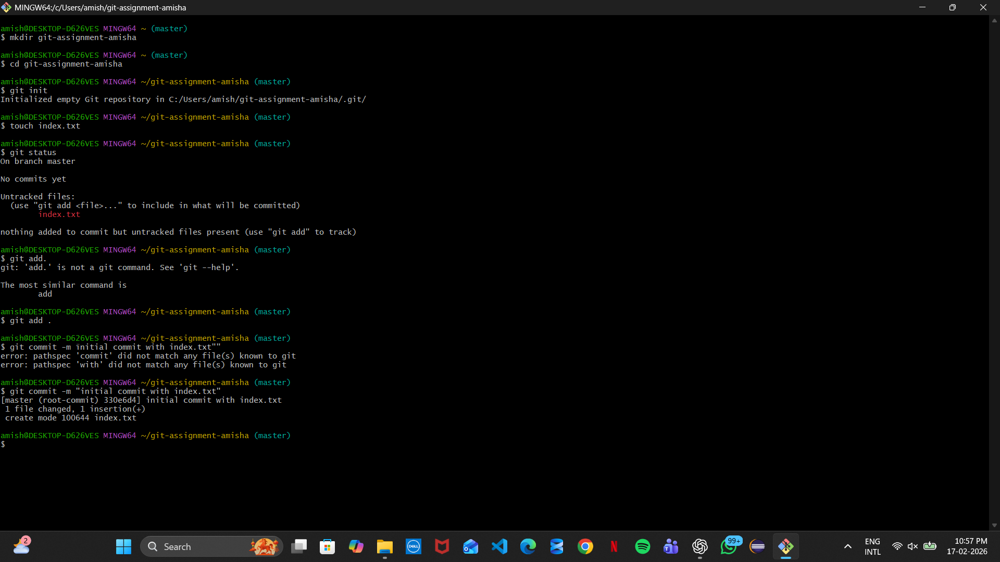 MINGW64:/c/Users/amish/git-assignment-amisha
amish@DESKTOP-D626VES MINGW64 ~ (master)
$ mkdir git-assignment-amisha
amish@DESKTOP-D626VES MINGW64 ~ (master)
$ cd git-assignment-amisha
amish@DESKTOP-D626VES MINGW64 ~/git-assignment-amisha (master)
$ git init
Initialized empty Git repository in C:/Users/amish/git-assignment-amisha/.git/
amish@DESKTOP-D626VES MINGW64 ~/git-assignment-amisha (master)
$ touch index.txt
amish@DESKTOP-D626VES MINGW64 ~/git-assignment-amisha (master)
$ git status
On branch master
No commits yet
Untracked files:
  (use "git add <file>..." to include in what will be committed)
        index.txt
nothing added to commit but untracked files present (use "git add" to track)
amish@DESKTOP-D626VES MINGW64 ~/git-assignment-amisha (master)
$ git add.
git: 'add.' is not a git command. See 'git --help'.
The most similar command is
        add
amish@DESKTOP-D626VES MINGW64 ~/git-assignment-amisha (master)
$ git add .
amish@DESKTOP-D626VES MINGW64 ~/git-assignment-amisha (master)
$ git commit -m ïnitial commit with index.txt""
error: pathspec 'commit' did not match any file(s) known to git
error: pathspec 'with' did not match any file(s) known to git
amish@DESKTOP-D626VES MINGW64 ~/git-assignment-amisha (master)
$ git commit -m "initial commit with index.txt"
[master (root-commit) 330e6d4] initial commit with index.txt
 1 file changed, 1 insertion(+)
 create mode 100644 index.txt
amish@DESKTOP-D626VES MINGW64 ~/git-assignment-amisha (master)
$
2
Search
DELL
99+
ENG
INTL
10:57 PM
17-02-2026